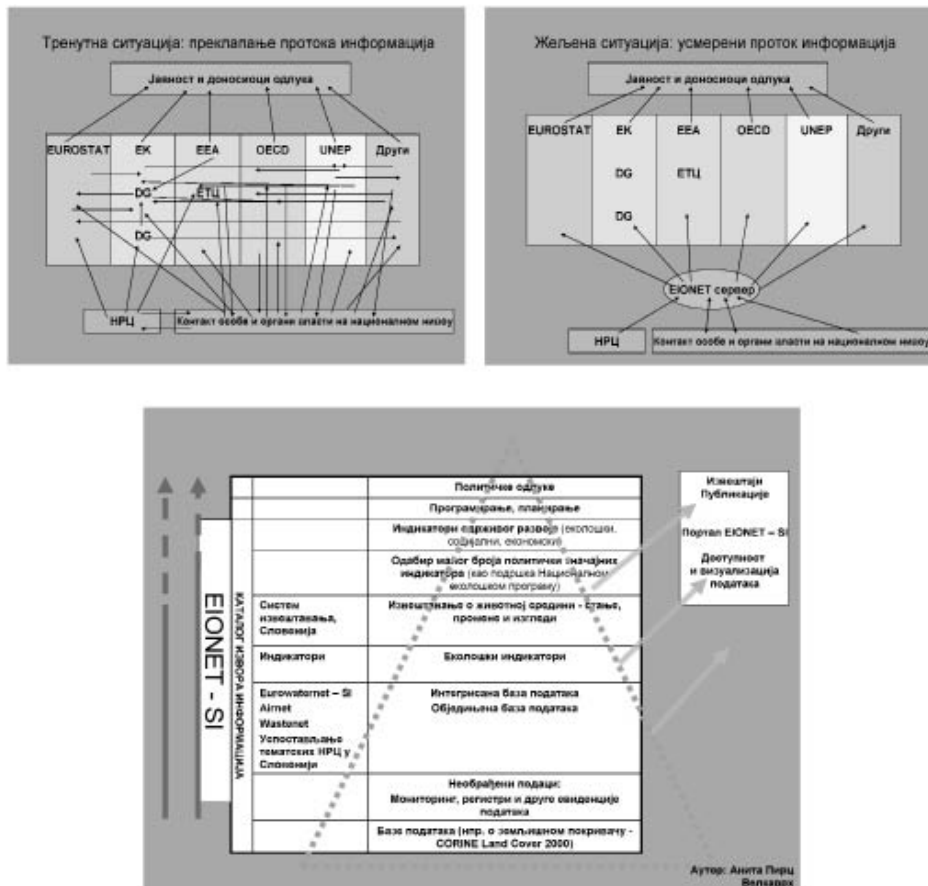 Тренутна ситуација: преклапање протока информација
Јавност и доносиоци одлука
EUROSTAT ЕК ЕЕА OECD UNEP Други
DG ЕТЦ
DG
НРЦ Контакт особе и органи власти на националном нивоу
Жељена ситуација: усмерени проток информација
Јавност и доносиоци одлука
EUROSTAT ЕК ЕЕА OECD UNEP Други
DG ЕТЦ
DG
EIONET сервер
НРЦ Контакт особе и органи власти на националном нивоу
EIONET - SI
КАТАЛОГ ИЗВОРА ИНФОРМАЦИЈА
Политичке одлуке
Програмирање, планирање
Индикатори одрживог развоја (еколошки,
социјални, економски)
Одабир малог броја политички значајних
индикатора (као подршка Националном
еколошком програму)
Систем
извештавања,
Словенија
Извештавање о животној средини - стање,
промене и изгледи
Индикатори
Еколошки индикатори
Eurowaternet – SI
Airnet
Wastenet
Успостављање
тематских НРЦ у
Словенији
Интегрисана база података
Обједињена база података
Необрађени подаци:
Мониторинг, регистри и друге евиденције
података
Базе података (нпр. о земљишном покривачу -
CORINE Land Cover 2000)
Извештаји
Публикације
Портал EIONET – SI
Доступност
и визуализација
података
Аутор: Анита Пирц
Велкаврх